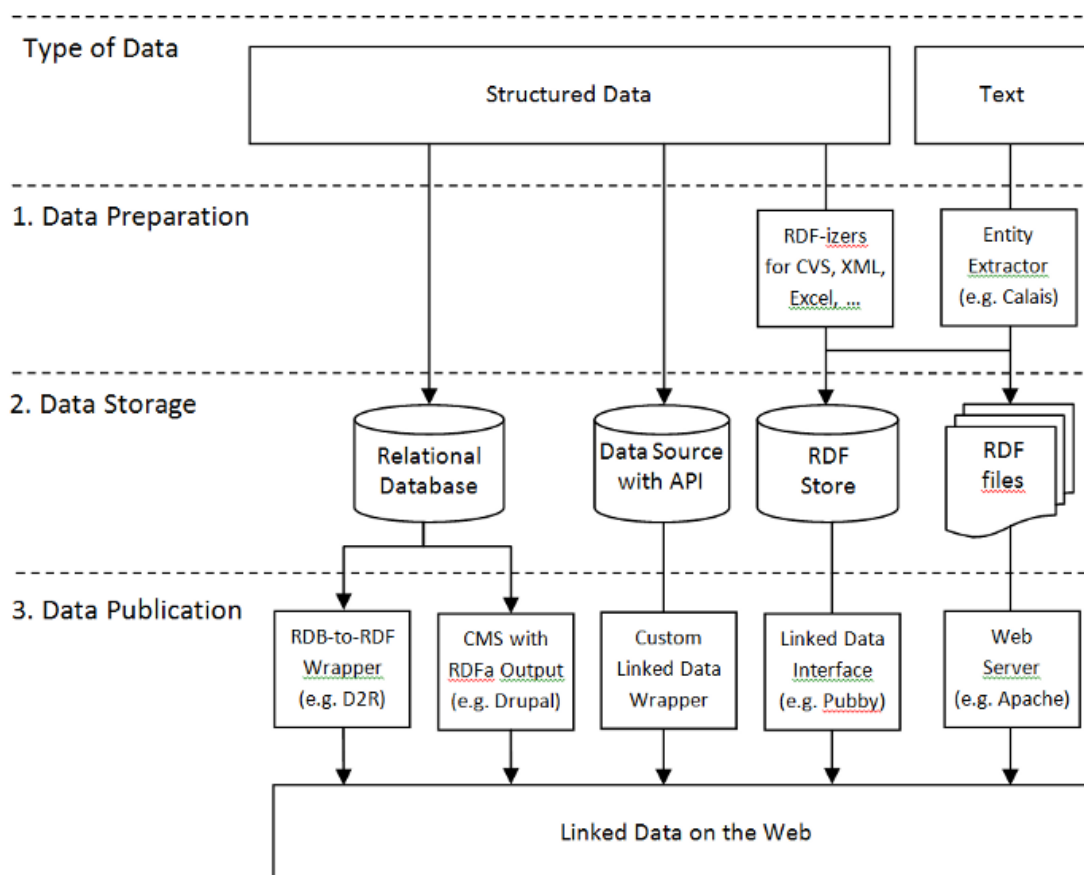 Type of Data
Structured Data
Text
1. Data Preparation
RDF-izers
for CVS, XML,
Excel, ...
Entity
Extractor
(e.g. Calais)
2. Data Storage
Relational
Database
Data Source
with API
RDF
Store
RDF
files
3. Data Publication
RDB-to-RDF
Wrapper
(e.g. D2R)
CMS with
RDFa Output
(e.g. Drupal)
Custom
Linked Data
Wrapper
Linked Data
Interface
(e.g. Pubby)
Web
Server
(e.g. Apache)
Linked Data on the Web